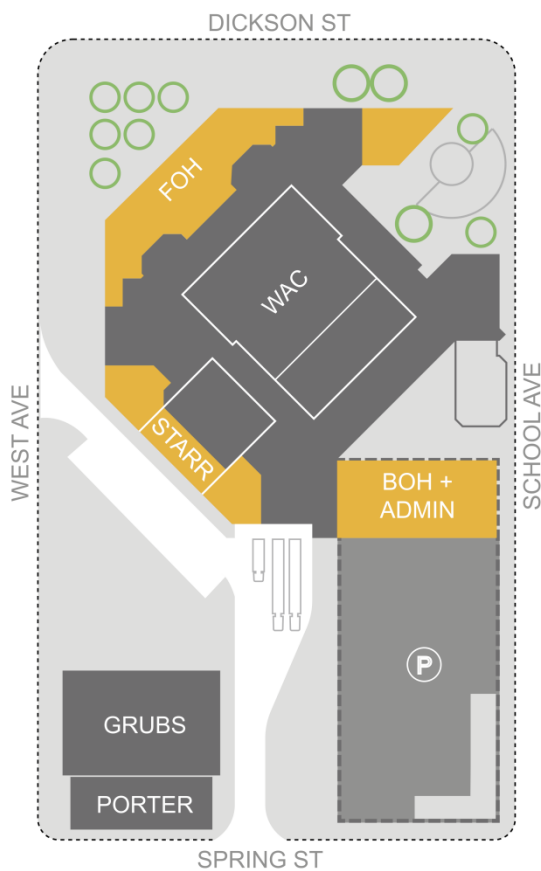 DICKSON ST
FOH
WAC
WEST AVE
SCHOOL AVE
STARR
BOH +
ADMIN
P
GRUBS
PORTER
SPRING ST